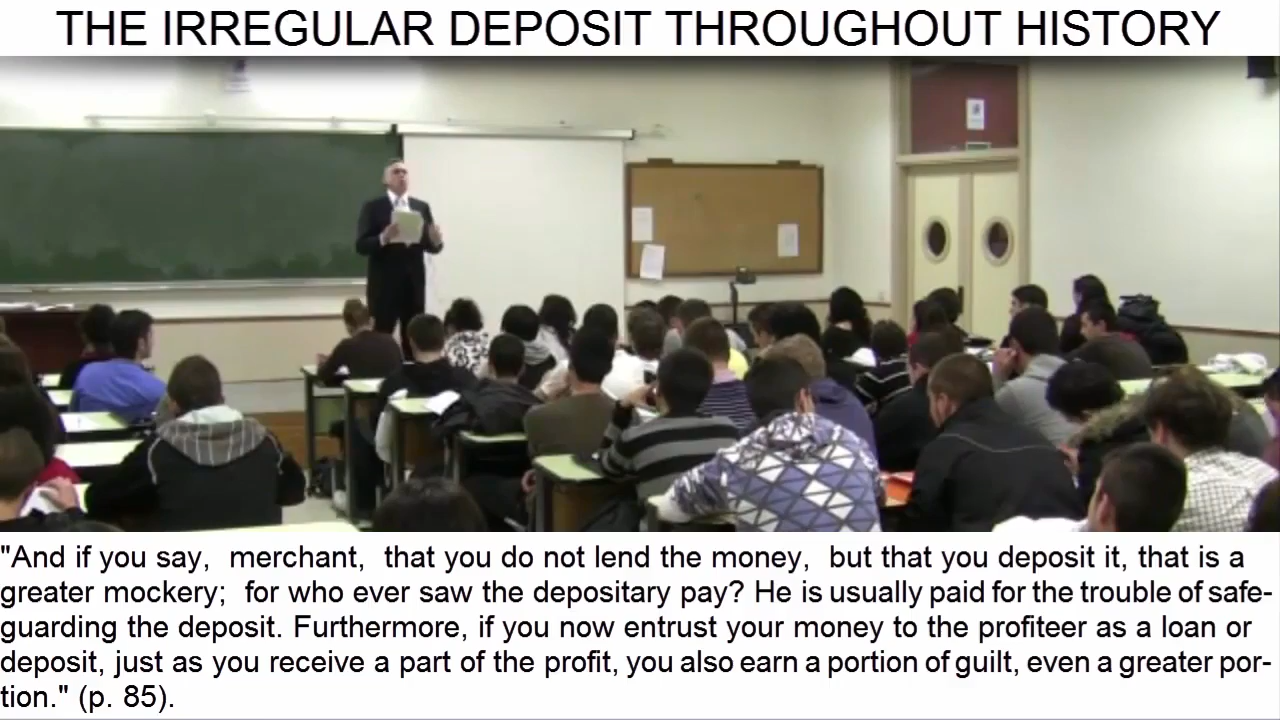 THE IRREGULAR DEPOSIT THROUGHOUT HISTORY
"And if you say, merchant, that you do not lend the money, but that you deposit it, that is a
greater mockery; for who ever saw the depositary pay? He is usually paid for the trouble of safe-
guarding the deposit. Furthermore, if you now entrust your money to the profiteer as a loan or
deposit, just as you receive a part of the profit, you also earn a portion of guilt, even a greater por-
tion." (p. 85).